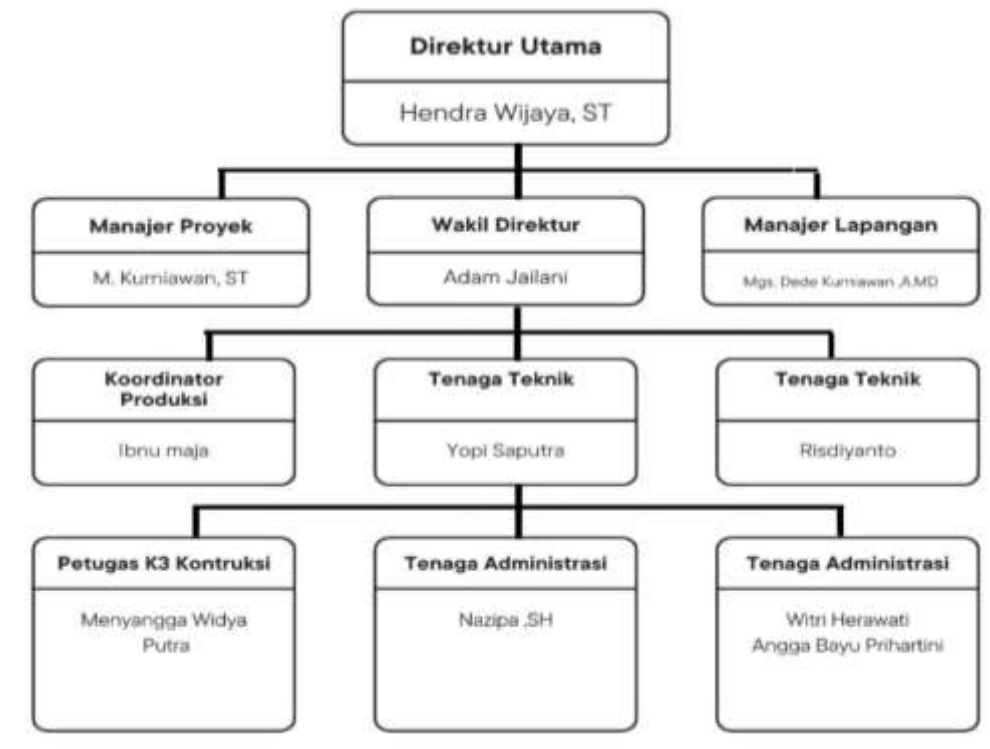 Direktur Utama
Hendra Wijaya, ST
Manajer Proyek
M. Kurniawan, ST
Wakil Direktur
Adam Jailani
Manajer Lapangan
Mgs. Dede Kurniawan ,A.MD
Koordinator
Produksi
Ibnu maja
Tenaga Teknik
Yopi Saputra
Tenaga Teknik
Risdiyanto
Petugas K3 Kontruksi
Menyangga Widya
Putra
Tenaga Administrasi
Nazipa ,SH
Tenaga Administrasi
Witri Herawati
Angga Bayu Prihartini